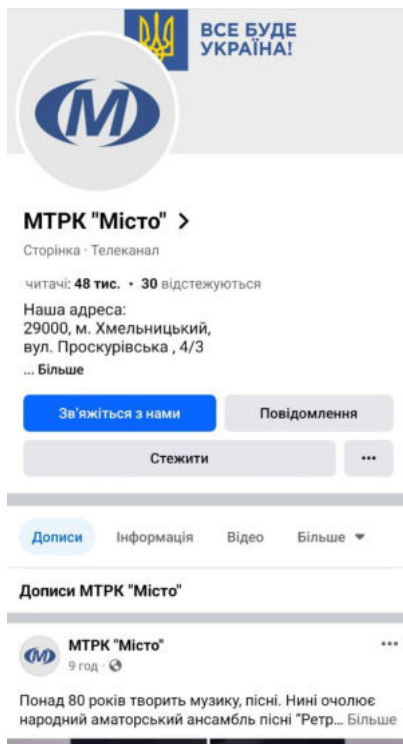 ВСЕ БУДЕ
УКРАЇНА!
М
МТРК "Місто" >
Сторінка · Телеканал
читачі: 48 тис. • 30 відстежуються
Наша адреса:
29000, м. Хмельницький,
вул. Проскурівська , 4/3
... Більше
Зв'яжіться з нами
Повідомлення
Стежити
...
Дописи
Інформація
Відео
Більше
Дописи МТРК "Місто"
М
МТРК "Місто"
...
9 год ·
Понад 80 років творить музику, пісні. Нині очолює
народний аматорський ансамбль пісні “Ретр... Більше